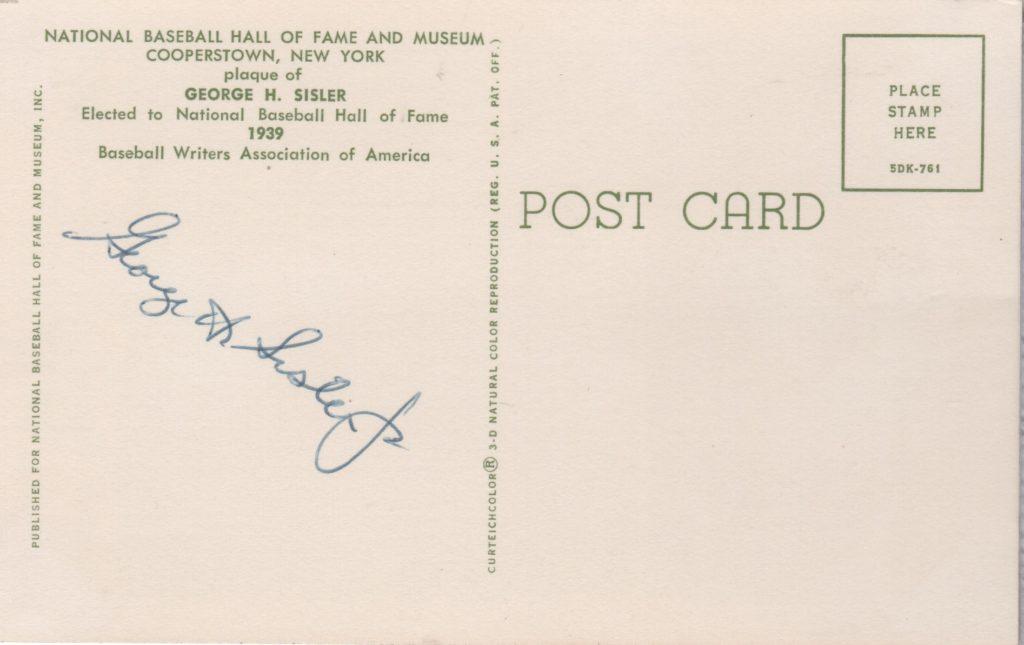 NATIONAL BASEBALL HALL OF FAME AND MUSEUM
COOPERSTOWN, NEW YORK
plaque of
GEORGE H. SISLER
Elected to National Baseball Hall of Fame
1939
Baseball Writers Association of America
PUBLISHED FOR NATIONAL BASEBALL HALL OF FAME AND MUSEUM, INC.
George H. Sisler Jr
CURTEICHCOLOR® 3-D NATURAL COLOR REPRODUCTION (REG. U. S. A. PAT. OFF.)
POST CARD
PLACE
STAMP
HERE
5DK-761